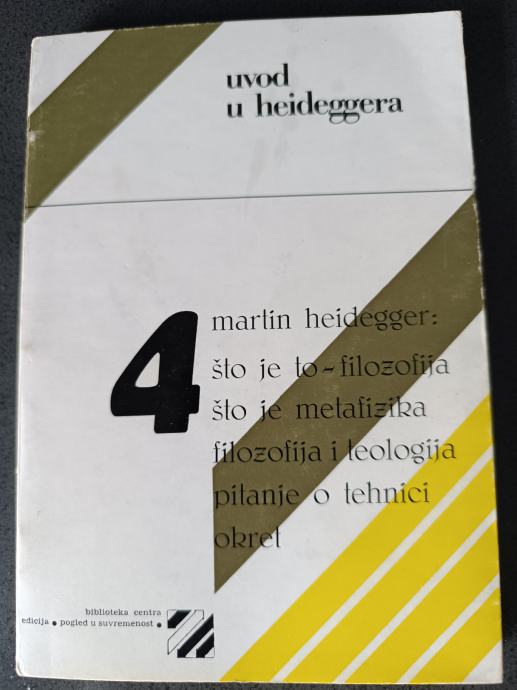 uvod
u heideggera
4
martin heidegger:
što je to-filozofija
što je metafizika
filozofija i teologija
pitanje o tehnici
okret
biblioteka centra
edicija • pogled u suvremenost •